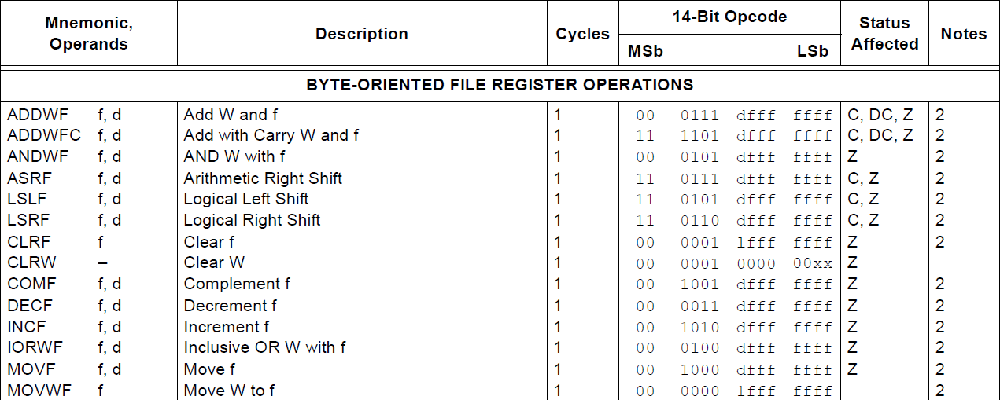 Mnemonic, Operands Description Cycles 14-Bit Opcode Status Affected Notes
MSb LSb
BYTE-ORIENTED FILE REGISTER OPERATIONS
ADDWF f, d Add W and f 1 00 0111 dfff ffff C, DC, Z 2
ADDWFC f, d Add with Carry W and f 1 11 1101 dfff ffff C, DC, Z 2
ANDWF f, d AND W with f 1 00 0101 dfff ffff Z 2
ASRF f, d Arithmetic Right Shift 1 11 0111 dfff ffff C, Z 2
LSLF f, d Logical Left Shift 1 11 0101 dfff ffff C, Z 2
LSRF f, d Logical Right Shift 1 11 0110 dfff ffff C, Z 2
CLRF f Clear f 1 00 0001 lfff ffff Z 2
CLRW – Clear W 1 00 0001 0000 00xx Z
COMF f, d Complement f 1 00 1001 dfff ffff Z 2
DECF f, d Decrement f 1 00 0011 dfff ffff Z 2
INCF f, d Increment f 1 00 1010 dfff ffff Z 2
IORWF f, d Inclusive OR W with f 1 00 0100 dfff ffff Z 2
MOVF f, d Move f 1 00 1000 dfff ffff Z 2
MOVWF f Move W to f 1 00 0000 1fff ffff 2